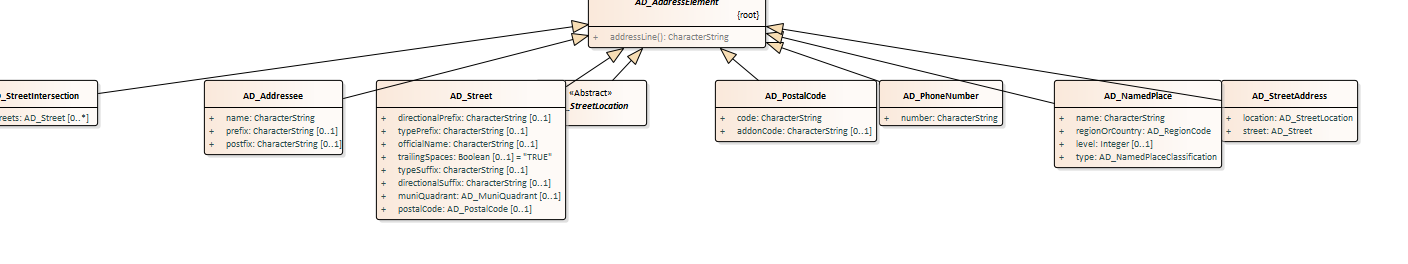 AD_AddressElement
{root}
+ addressLine(): CharacterString
_StreetIntersection
reets: AD_Street [0..*]
AD_Addressee
+ name: CharacterString
+ prefix: CharacterString [0..1]
+ postfix: CharacterString [0..1]
AD_Street
+ directionalPrefix: CharacterString [0..1]
+ typePrefix: CharacterString [0..1]
+ officialName: CharacterString [0..1]
+ trailingSpaces: Boolean [0..1] = "TRUE"
+ typeSuffix: CharacterString [0..1]
+ directionalSuffix: CharacterString [0..1]
+ muniQuadrant: AD_MuniQuadrant [0..1]
+ postalCode: AD_PostalCode [0..1]
«Abstract»
_StreetLocation
AD_PostalCode
+ code: CharacterString
+ addonCode: CharacterString [0..1]
AD_PhoneNumber
+ number: CharacterString
AD_NamedPlace
+ name: CharacterString
+ regionOrCountry: AD_RegionCode
+ level: Integer [0..1]
+ type: AD_NamedPlaceClassification
AD_StreetAddress
+ location: AD_StreetLocation
+ street: AD_Street